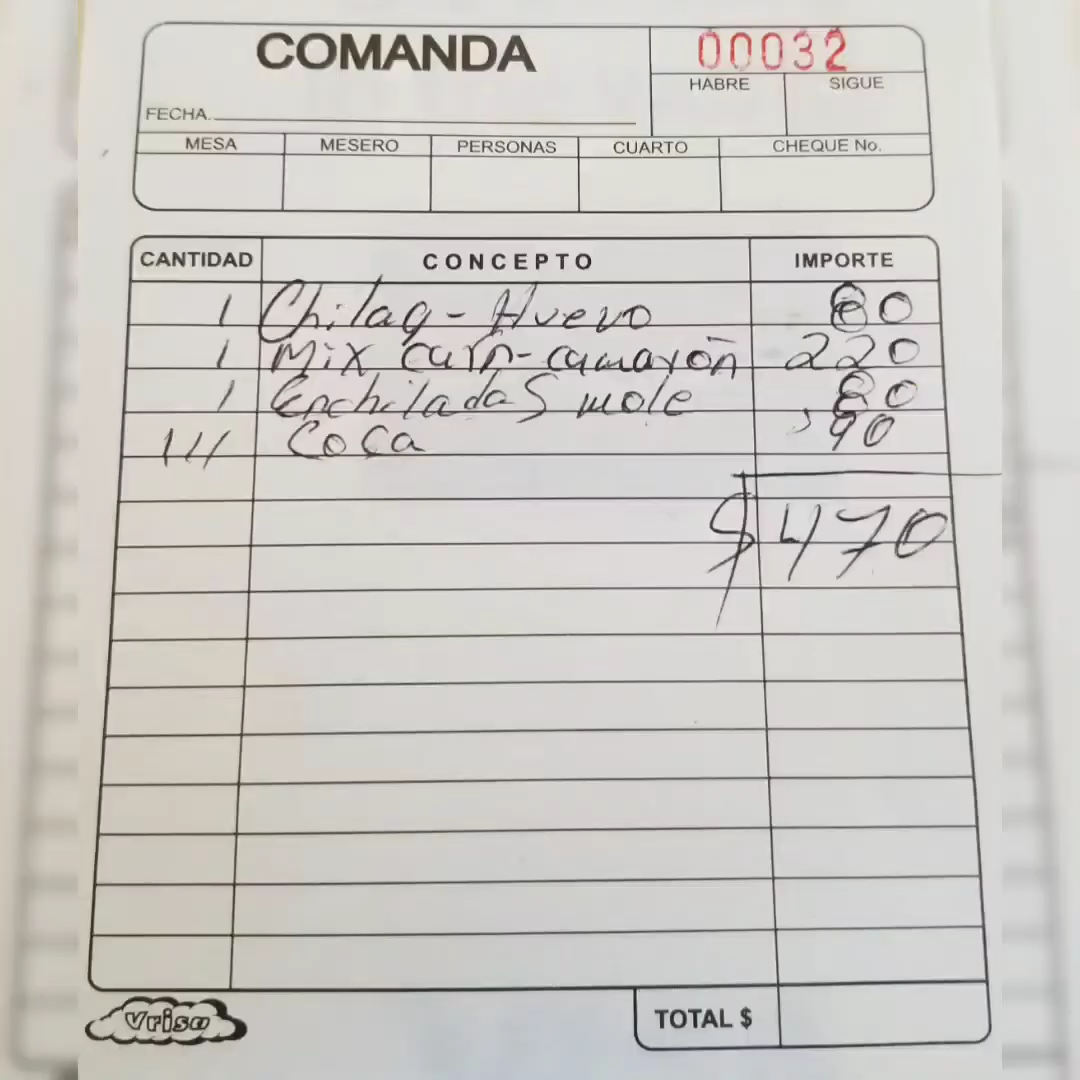 COMANDA
00032
HABRE SIGUE
FECHA.
MESA MESERO PERSONAS CUARTO CHEQUE No.
CANTIDAD CONCEPTO IMPORTE
1 Chilaq - Huevo 80
1 Mix carn-camarón 220
1 Enchiladas mole 80
111 Coca 90
$470
Vrisa
TOTAL $